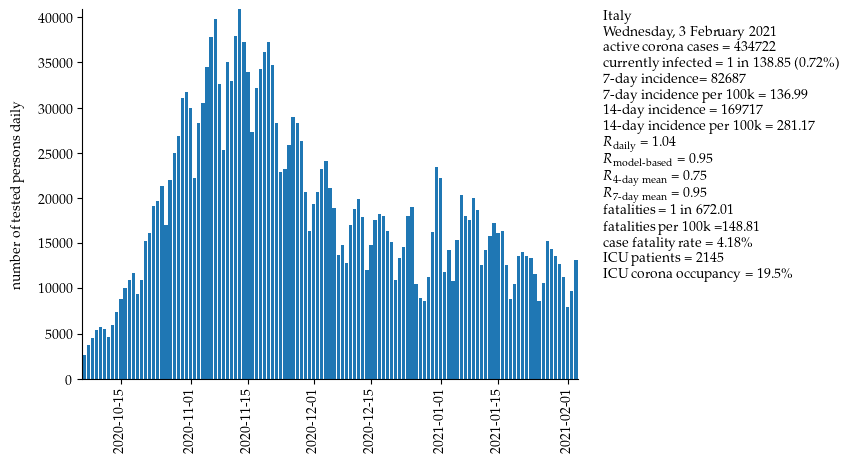 40000
35000
30000
25000
20000
15000
10000
5000
0
number of tested persons daily
2020-10-15
2020-11-01
2020-11-15
2020-12-01
2020-12-15
2021-01-01
2021-01-15
2021-02-01
Italy
Wednesday, 3 February 2021
active corona cases = 434722
currently infected = 1 in 138.85 (0.72%)
7-day incidence= 82687
7-day incidence per 100k = 136.99
14-day incidence = 169717
14-day incidence per 100k = 281.17
R daily = 1.04
R model-based = 0.95
R 4-day mean = 0.75
R 7-day mean = 0.95
fatalities = 1 in 672.01
fatalities per 100k =148.81
case fatality rate = 4.18%
ICU patients = 2145
ICU corona occupancy = 19.5%